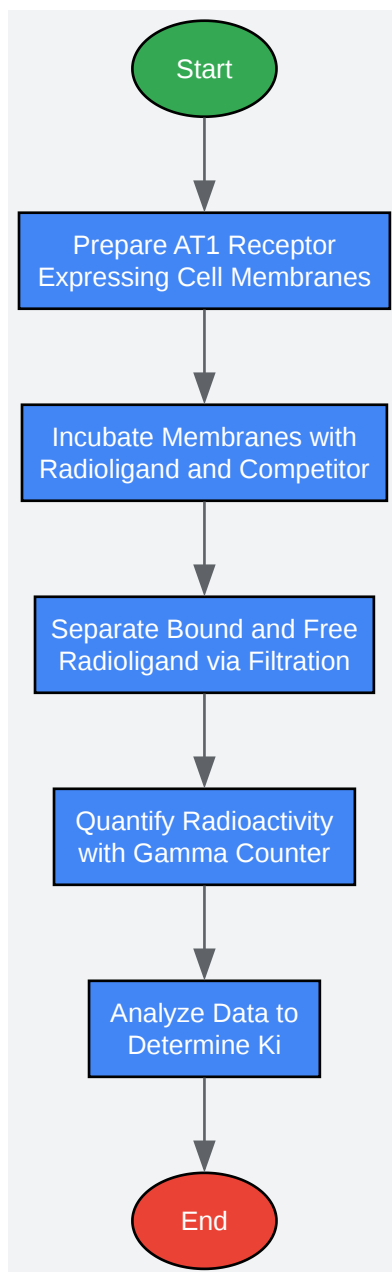 Start
Prepare AT1 Receptor
Expressing Cell Membranes
Incubate Membranes with
Radioligand and Competitor
Separate Bound and Free
Radioligand via Filtration
Quantify Radioactivity
with Gamma Counter
Analyze Data to
Determine Ki
End